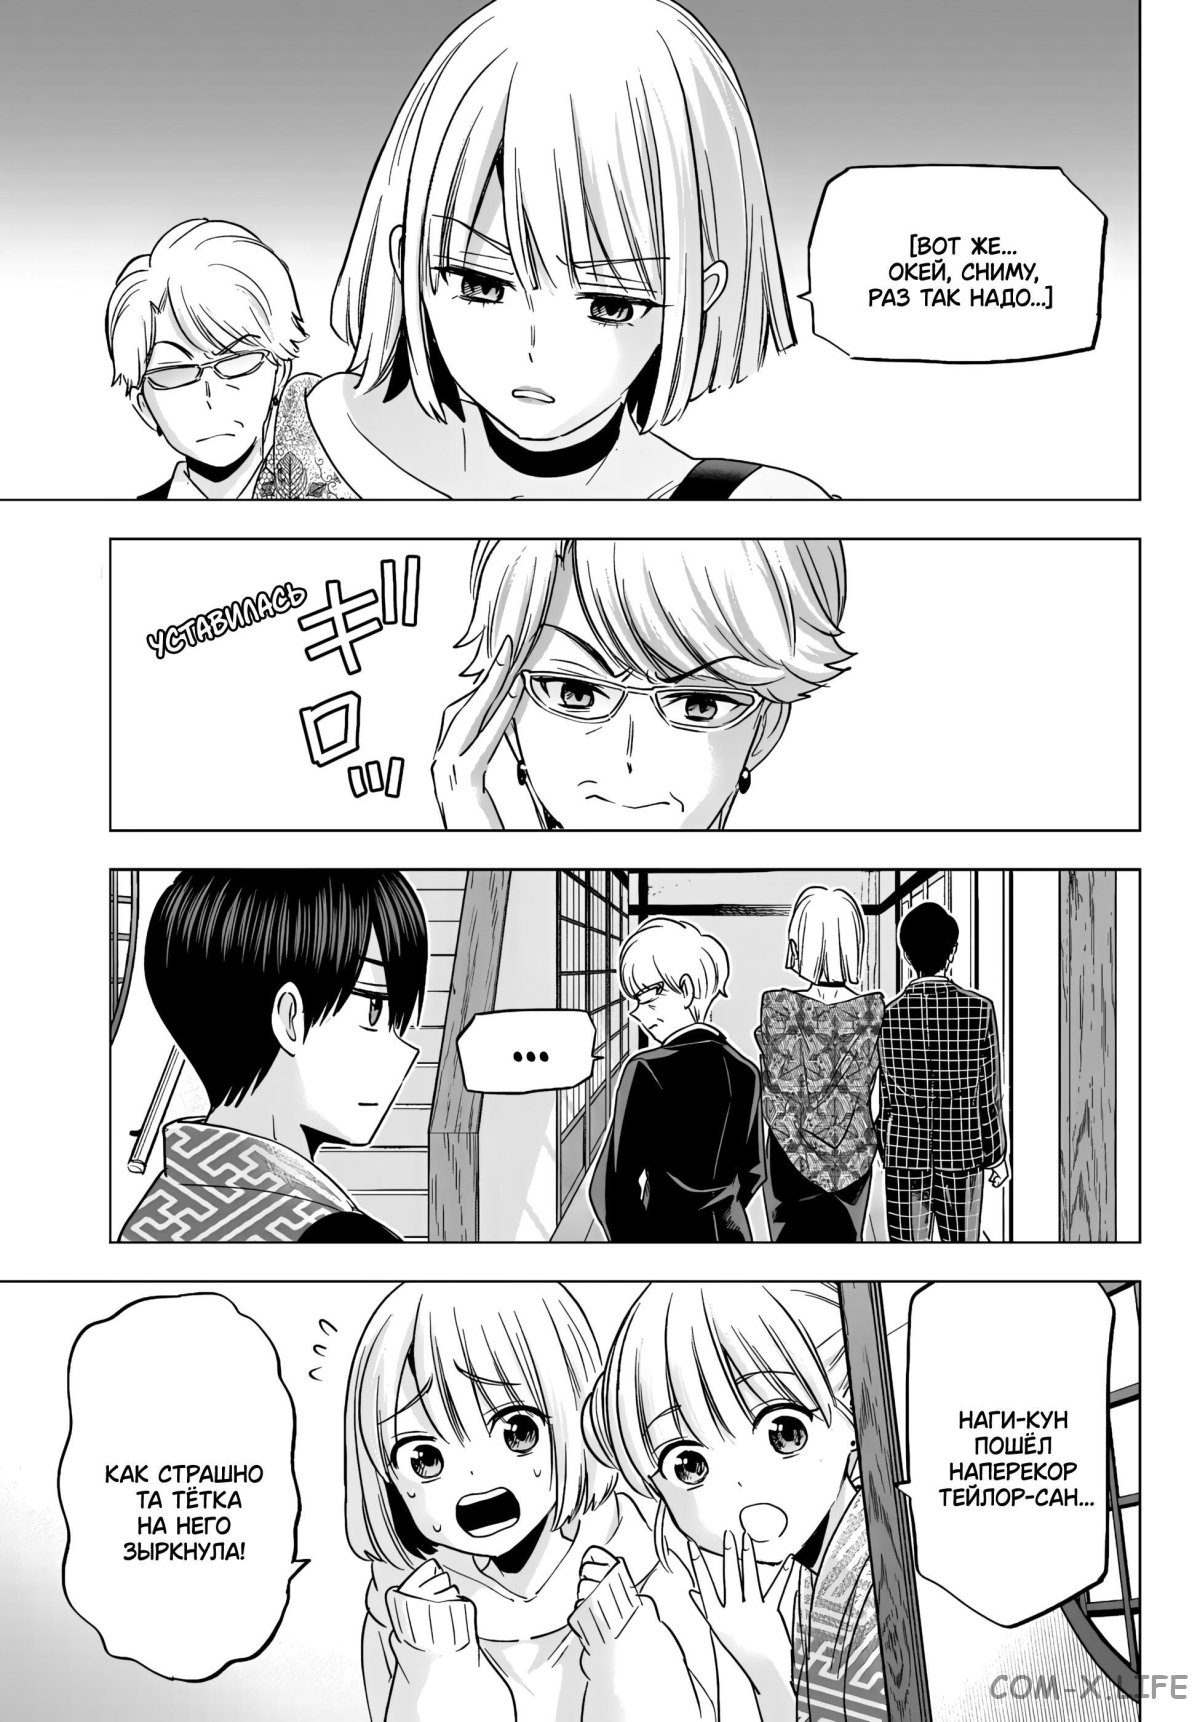 [ВОТ ЖЕ...
ОКЕЙ, СНИМУ,
РАЗ ТАК НАДО...]
УСТАВИЛАСЬ
ギロッ
...
НАГИ-КУН
ПОШЁЛ
НАПЕРЕКОР
ТЕЙЛОР-САН...
КАК СТРАШНО
ТА ТЁТКА
НА НЕГО
ЗЫРКНУЛА!
COM-X.LIFE